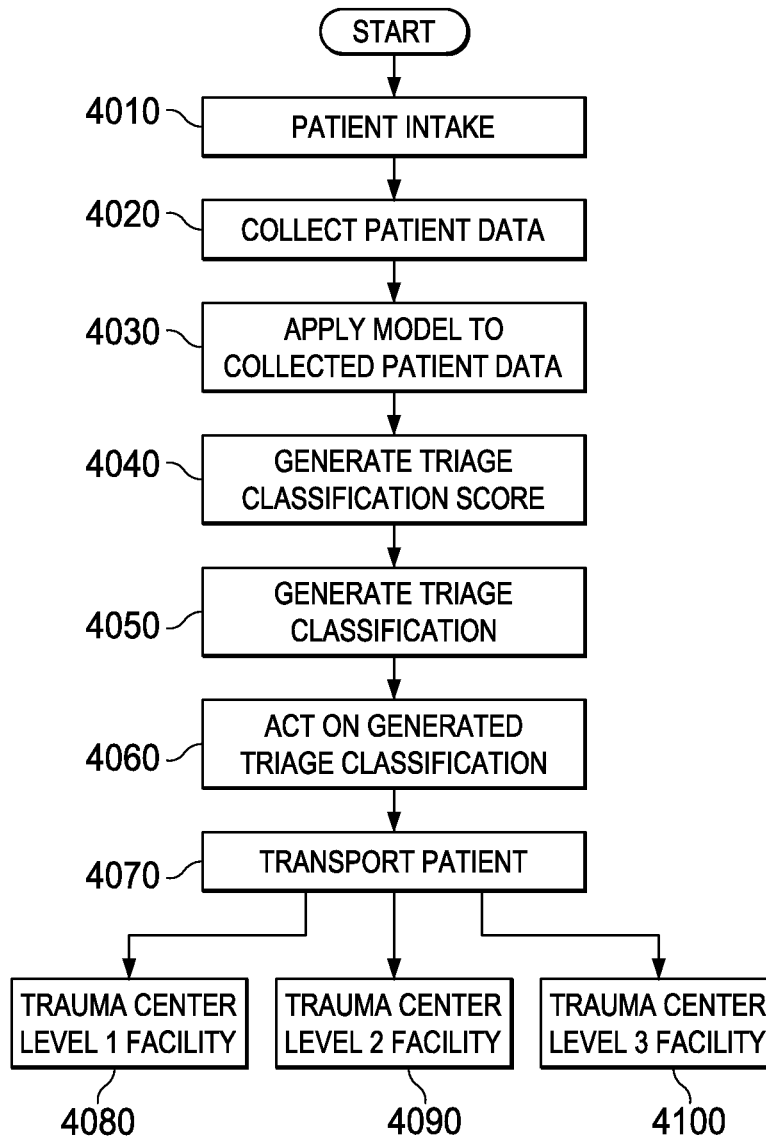 START
4010
PATIENT INTAKE
4020
COLLECT PATIENT DATA
4030
APPLY MODEL TO
COLLECTED PATIENT DATA
4040
GENERATE TRIAGE
CLASSIFICATION SCORE
4050
GENERATE TRIAGE
CLASSIFICATION
4060
ACT ON GENERATED
TRIAGE CLASSIFICATION
4070
TRANSPORT PATIENT
TRAUMA CENTER
LEVEL 1 FACILITY
TRAUMA CENTER
LEVEL 2 FACILITY
TRAUMA CENTER
LEVEL 3 FACILITY
4080
4090
4100